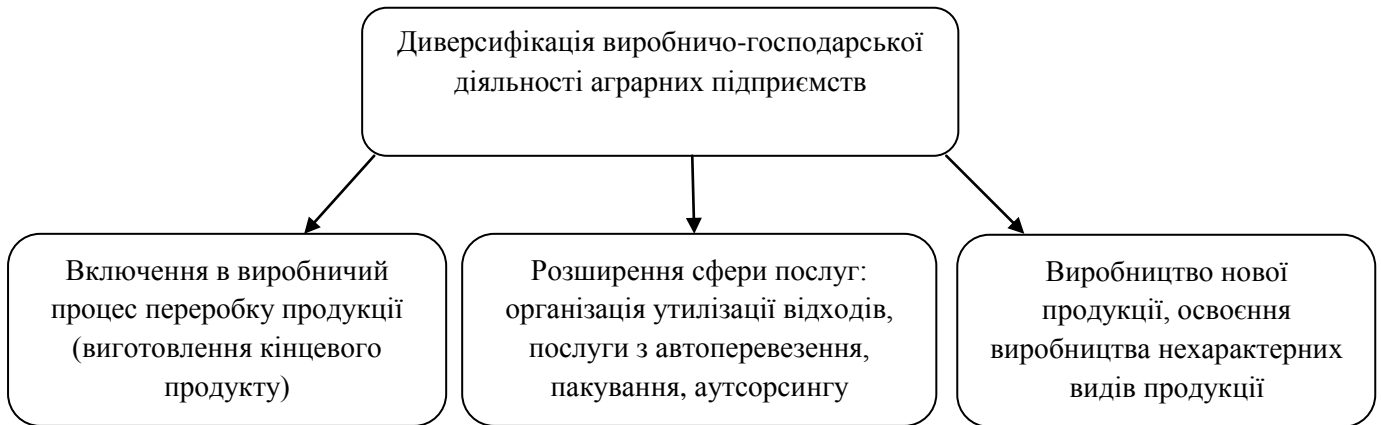 Диверсифікація виробничо-господарської
діяльності аграрних підприємств
Включення в виробничий
процес переробку продукції
(виготовлення кінцевого
продукту)
Розширення сфери послуг:
організація утилізації відходів,
послуги з автоперевезення,
пакування, аутсорсингу
Виробництво нової
продукції, освоєння
виробництва нехарактерних
видів продукції